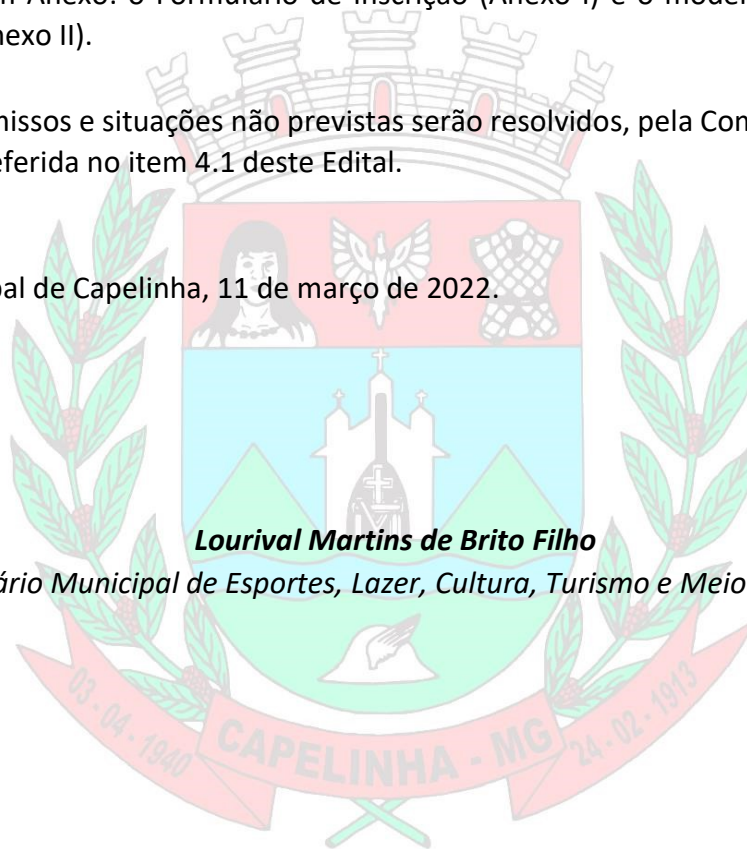 Anexo: o Formulário de Inscrição (Anexo I) e o
nexo II).
missos e situações não previstas serão resolvidos, pela
eferida no item 4.1 deste Edital.
pal de Capelinha, 11 de março de 2022.
Lourival Martins de Brito Filho
ário Municipal de Esportes, Lazer, Cultura, Turismo e Meio
03-04-1940 CAPELINHA - MG 24-02-1913